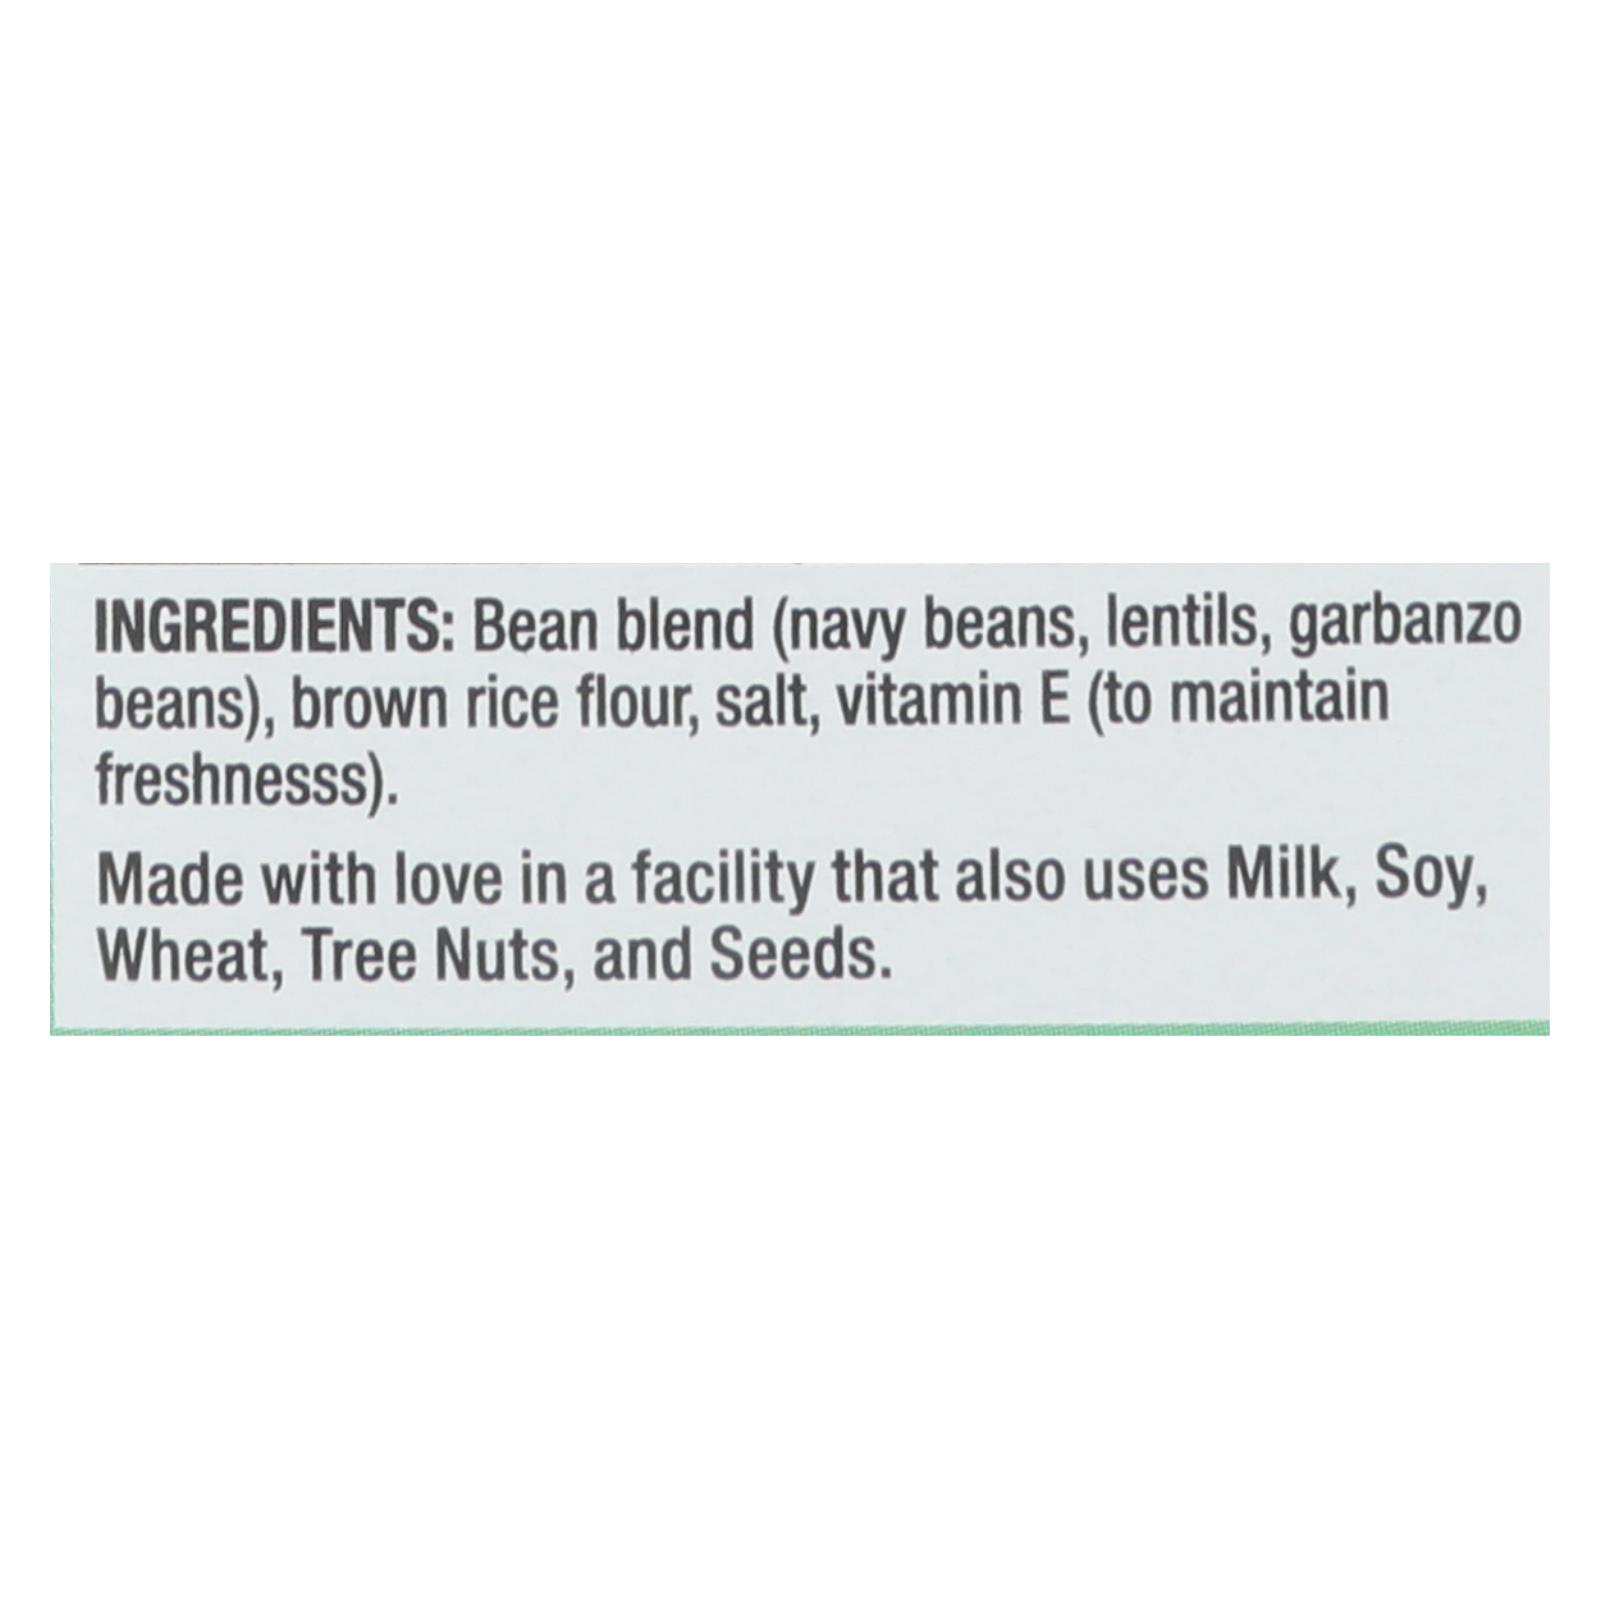 INGREDIENTS: Bean blend (navy beans, lentils, garbanzo
beans), brown rice flour, salt, vitamin E (to maintain
freshnesss).
Made with love in a facility that also uses Milk, Soy,
Wheat, Tree Nuts, and Seeds.